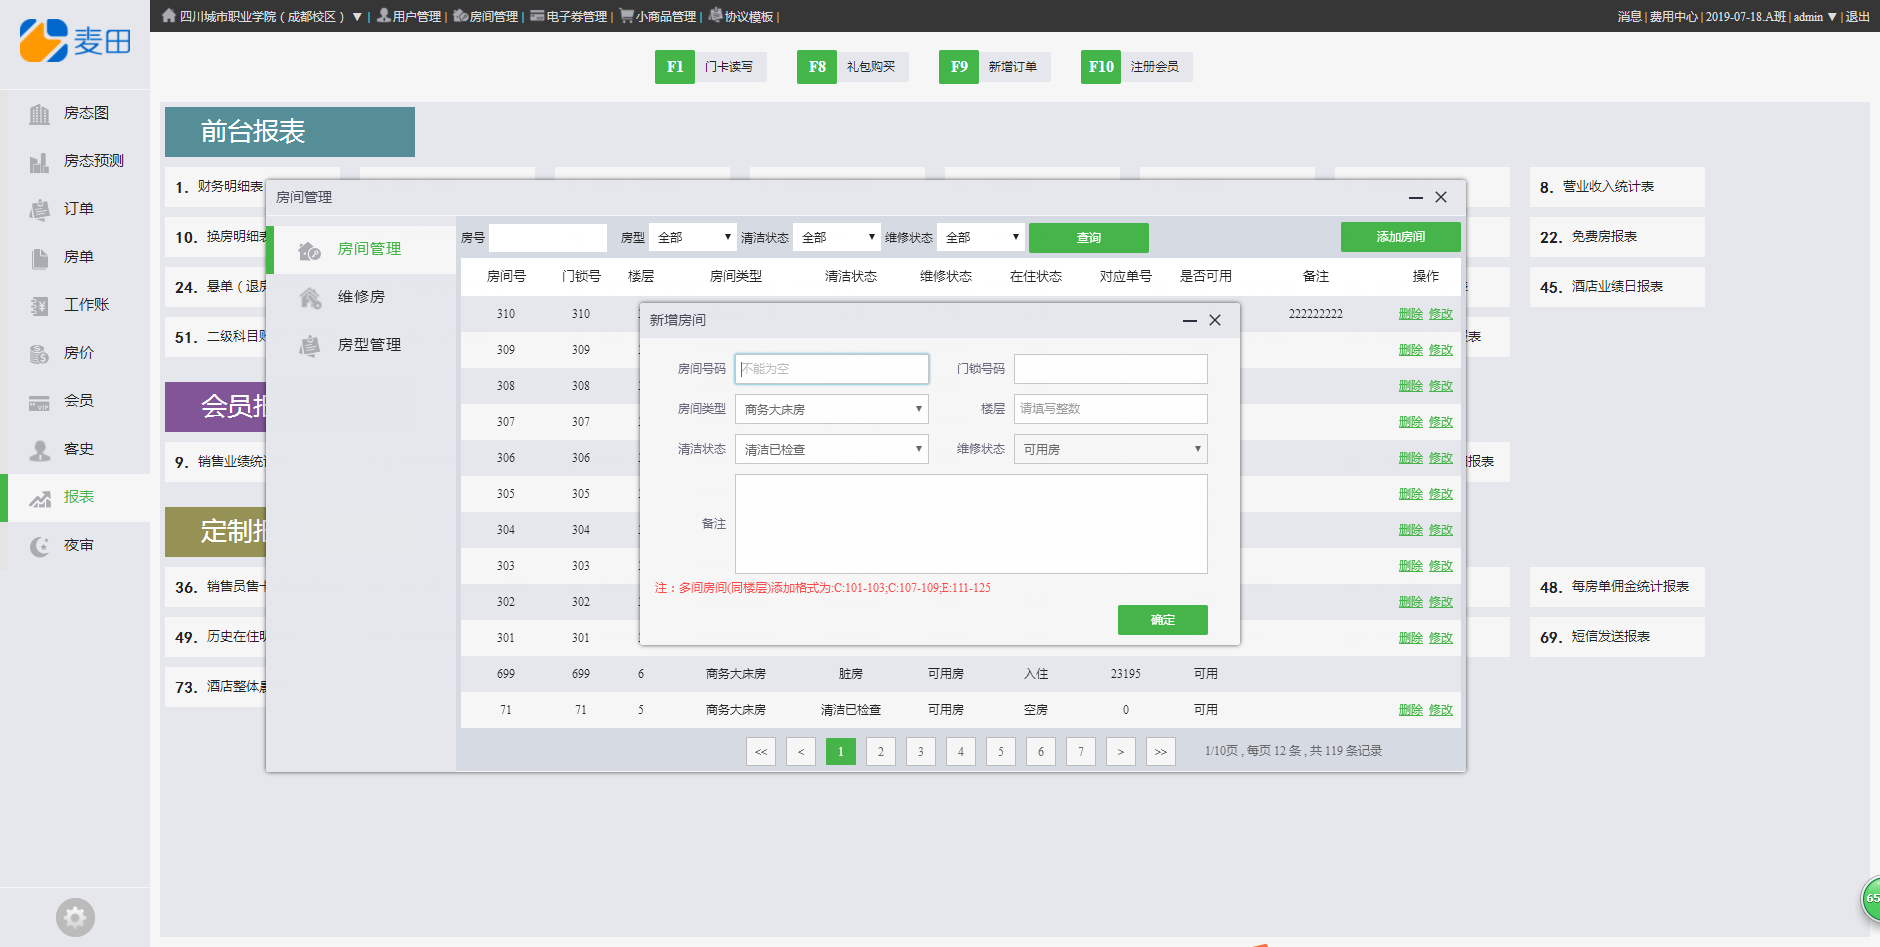 四川城市职业学院（成都校区） ▼ | 用户管理 | 房间管理 | 电子券管理 | 小商品管理 | 协议模板 |
消息 | 费用中心 | 2019-07-18.A班 | admin ▼ | 退出
麦田
F1 门卡读写
F8 礼包购买
F9 新增订单
F10 注册会员
房态图
房态预测
订单
房单
工作账
房价
会员
客史
报表
夜审
前台报表
1. 财务明细表
8. 营业收入统计表
10. 换房明细表
22. 免费房报表
24. 悬单（退房
45. 酒店业绩日报表
51. 二级科目账
表
会员报
9. 销售业绩统计
报表
定制报
36. 销售员售卡
48. 每房单佣金统计报表
49. 历史在住明
69. 短信发送报表
73. 酒店整体
房间管理
房间管理
维修房
房型管理
房号
房型 全部
清洁状态 全部
维修状态 全部
查询
添加房间
房间号 门锁号 楼层 房间类型 清洁状态 维修状态 在住状态 对应单号 是否可用 备注 操作
310 310 222222222 删除 修改
309 309 删除 修改
308 308 删除 修改
307 307 删除 修改
306 306 删除 修改
305 305 删除 修改
304 304 删除 修改
303 303 删除 修改
302 302 删除 修改
301 301 删除 修改
699 699 6 商务大床房 脏房 可用房 入住 23195 可用
71 71 5 商务大床房 清洁已检查 可用房 空房 0 可用 删除 修改
<< < 1 2 3 4 5 6 7 > >> 1/10页 , 每页 12 条 , 共 119 条记录
新增房间
房间号码 不能为空
门锁号码
房间类型 商务大床房
楼层 请填写整数
清洁状态 清洁已检查
维修状态 可用房
备注
注：多间房间(同楼层)添加格式为:C:101-103;C:107-109;E:111-125
确定
65